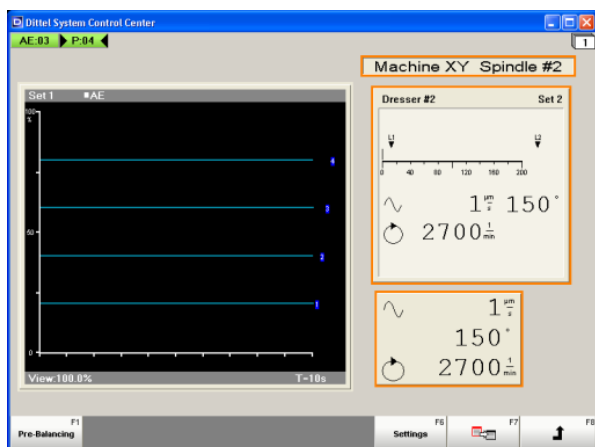 Dittel System Control Center
AE:03 P:04
1
Machine XY Spindle #2
Set 1 AE
100
%
50
0
4
3
2
1
View:100.0% T=10s
Dresser #2 Set 2
L1 L2
0 40 80 120 160 200
1 µm/s 150°
2700 1/min
1 µm/s
150°
2700 1/min
F1 F6 F7 F8
Pre-Balancing Settings